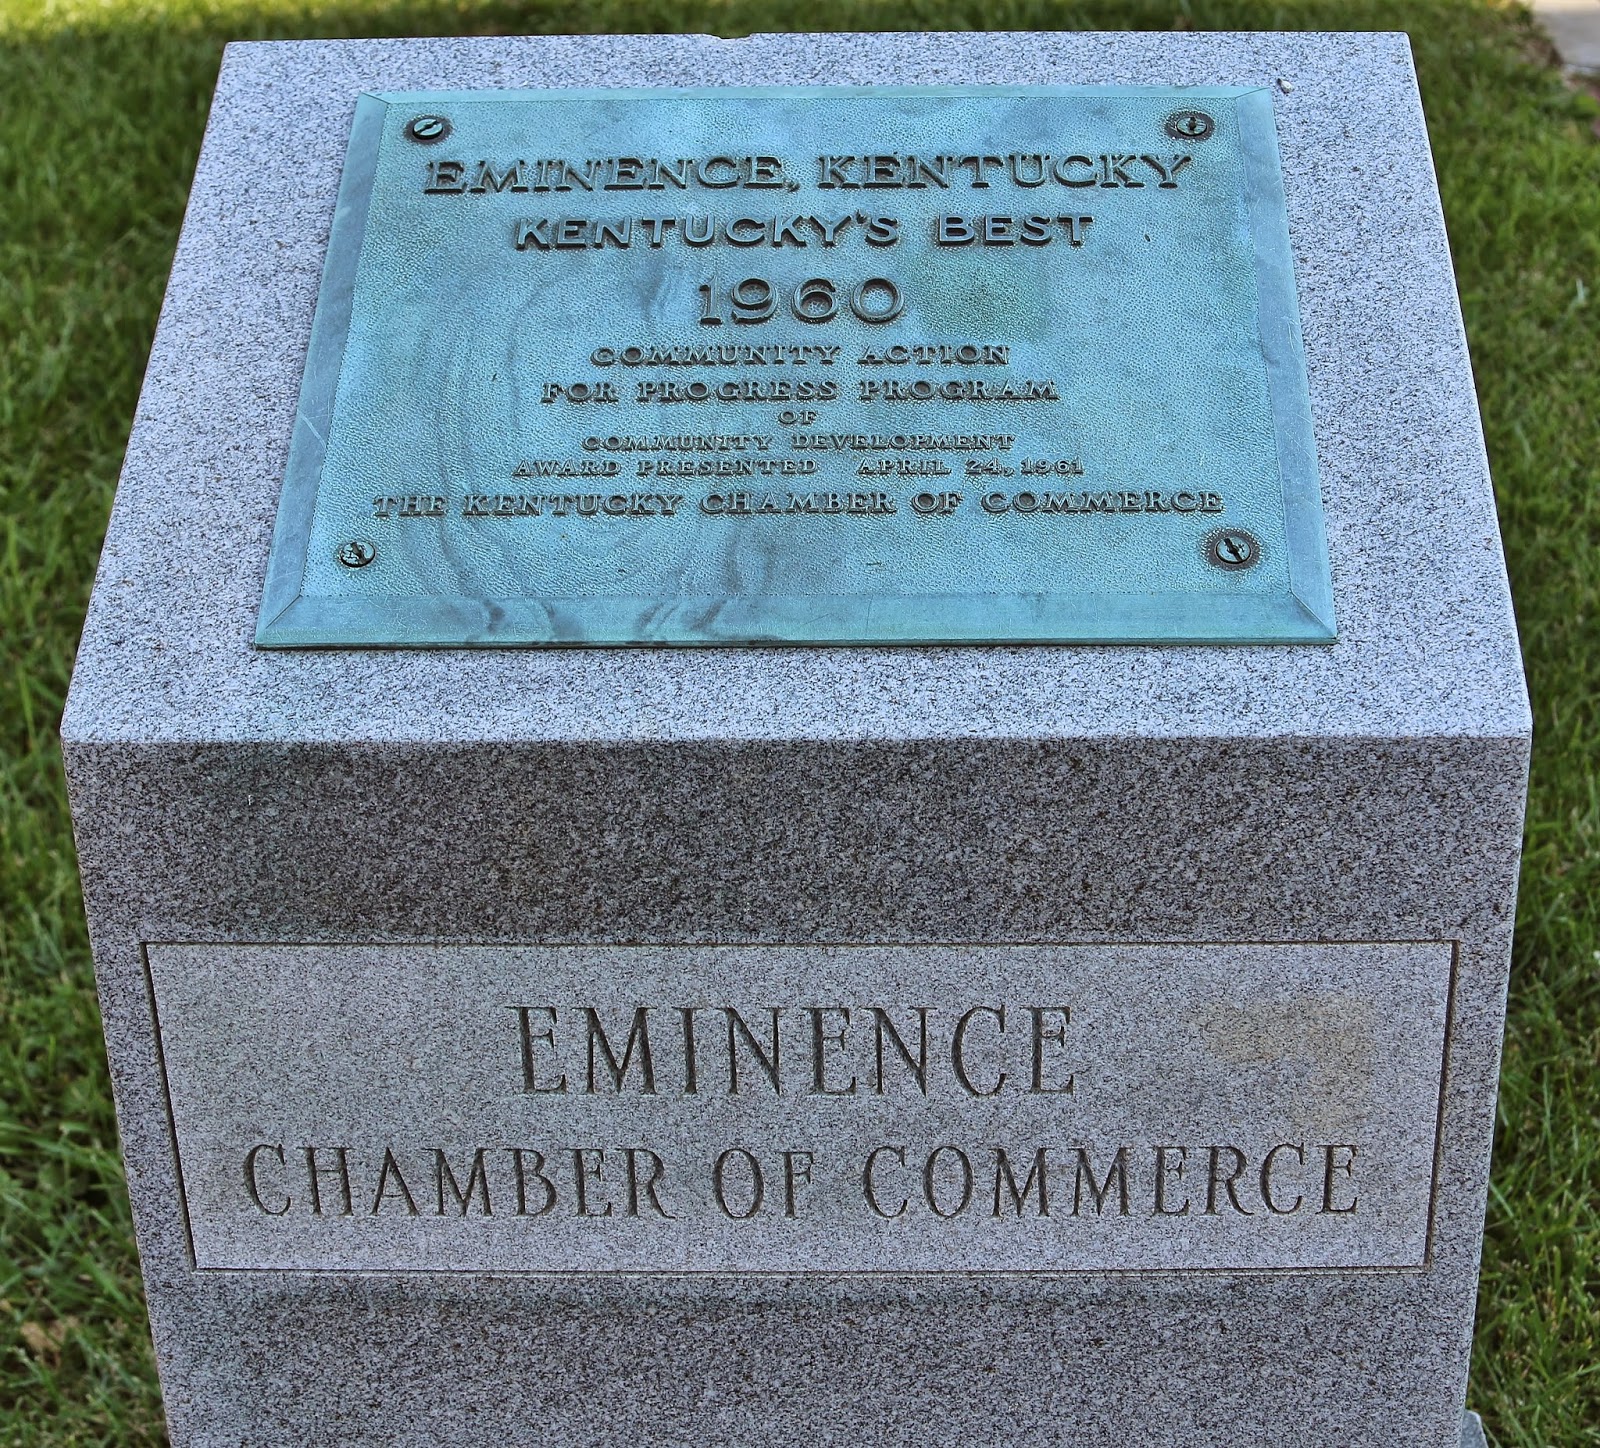 EMINENCE, KENTUCKY
KENTUCKY'S BEST
1960
COMMUNITY ACTION
FOR PROGRESS PROGRAM
OF
COMMUNITY DEVELOPMENT
AWARD PRESENTED APRIL 24, 1961
THE KENTUCKY CHAMBER OF COMMERCE
EMINENCE
CHAMBER OF COMMERCE